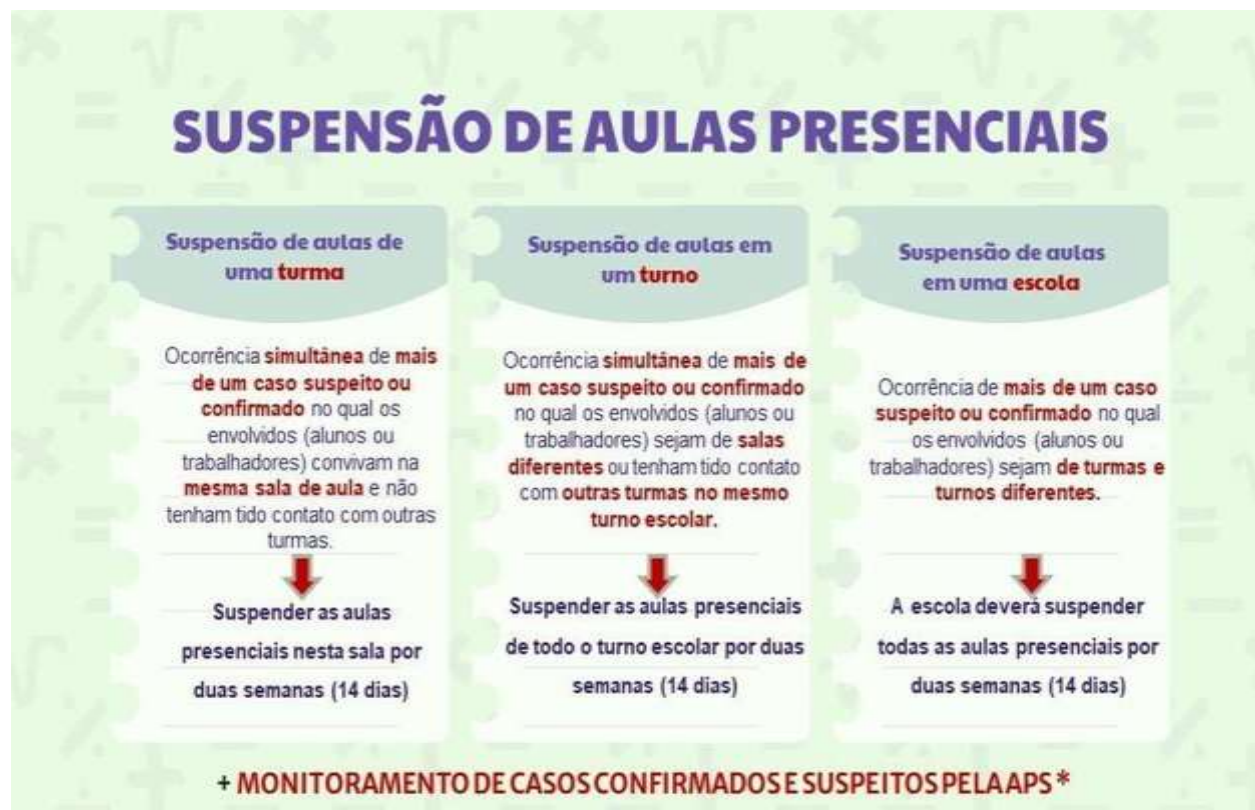 SUSPENSÃO DE AULAS PRESENCIAIS
Suspensão de aulas de
uma turma
Ocorrência simultânea de mais
de um caso suspeito ou
confirmado no qual os
envolvidos (alunos ou
trabalhadores) convivam na
mesma sala de aula e não
tenham tido contato com outras
turmas.
Suspender as aulas
presenciais nesta sala por
duas semanas (14 dias)
Suspensão de aulas em
um turno
Ocorrência simultânea de mais de
um caso suspeito ou confirmado
no qual os envolvidos (alunos ou
trabalhadores) sejam de salas
diferentes ou tenham tido contato
com outras turmas no mesmo
turno escolar.
Suspender as aulas presenciais
de todo o turno escolar por duas
semanas (14 dias)
Suspensão de aulas
em uma escola
Ocorrência de mais de um caso
suspeito ou confirmado no qual
os envolvidos (alunos ou
trabalhadores) sejam de turmas e
turnos diferentes.
A escola deverá suspender
todas as aulas presenciais por
duas semanas (14 dias)
+ MONITORAMENTO DE CASOS CONFIRMADOS E SUSPEITOS PELA APS *